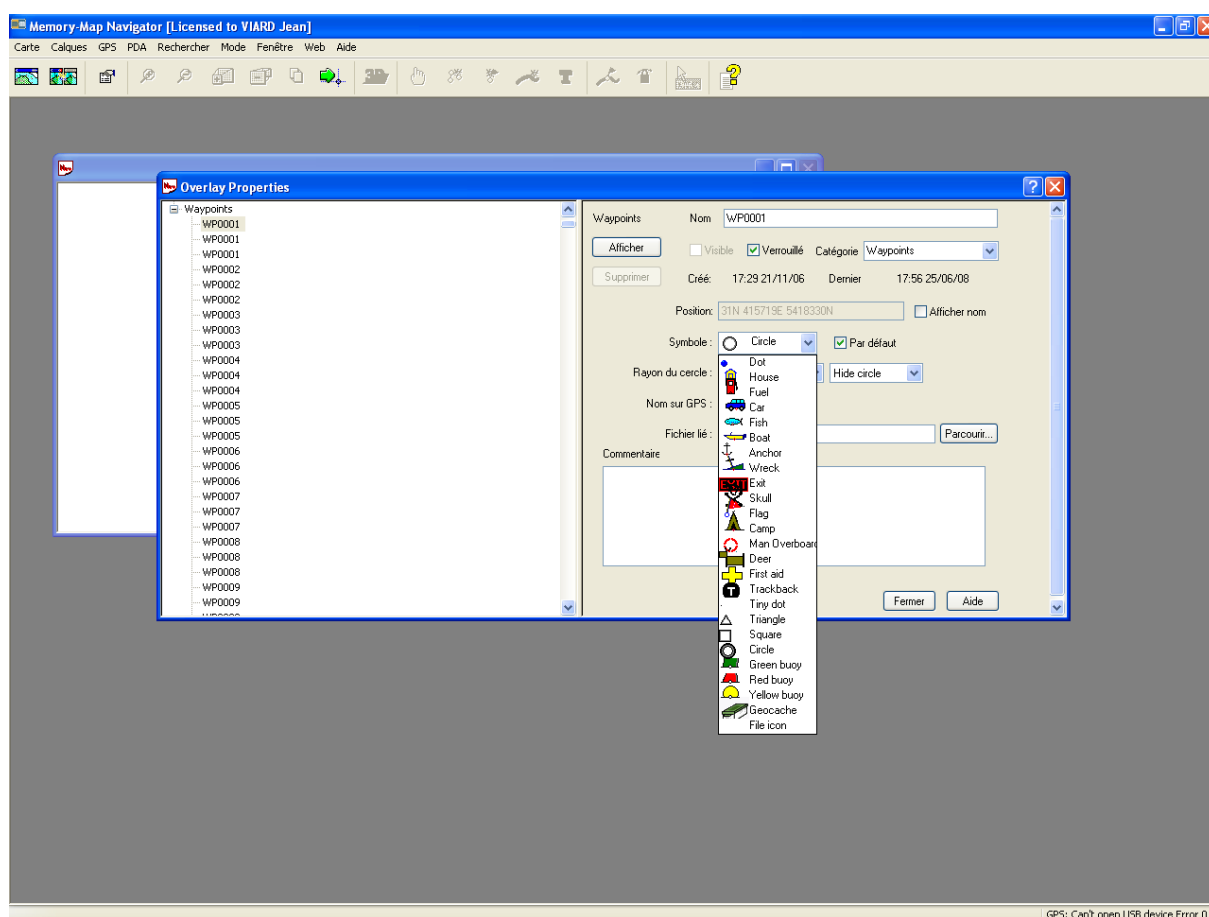 Memory-Map Navigator [Licensed to VIARD Jean]
Carte Calques GPS PDA Rechercher Mode Fenêtre Web Aide
3D
T
Overlay Properties
Waypoints
WP0001
WP0001
WP0001
WP0002
WP0002
WP0002
WP0003
WP0003
WP0003
WP0004
WP0004
WP0004
WP0005
WP0005
WP0005
WP0006
WP0006
WP0006
WP0007
WP0007
WP0007
WP0008
WP0008
WP0008
WP0009
WP0009
Waypoints Nom WP0001
Afficher Visible Verrouillé Catégorie Waypoints
Supprimer Créé: 17:29 21/11/06 Dernier 17:56 25/06/08
Position: 31N 415719E 5418330N Afficher nom
Symbole : Circle Par défaut
Rayon du cercle : Hide circle
Nom sur GPS :
Fichier lié : Parcourir...
Commentaire
Dot
House
Fuel
Car
Fish
Boat
Anchor
Wreck
EXIT Exit
Skull
Flag
Camp
Man Overboard
Deer
First aid
T Trackback
Tiny dot
Triangle
Square
Circle
Green buoy
Red buoy
Yellow buoy
Geocache
File icon
Fermer Aide
GPS: Can't open USB device Error 0